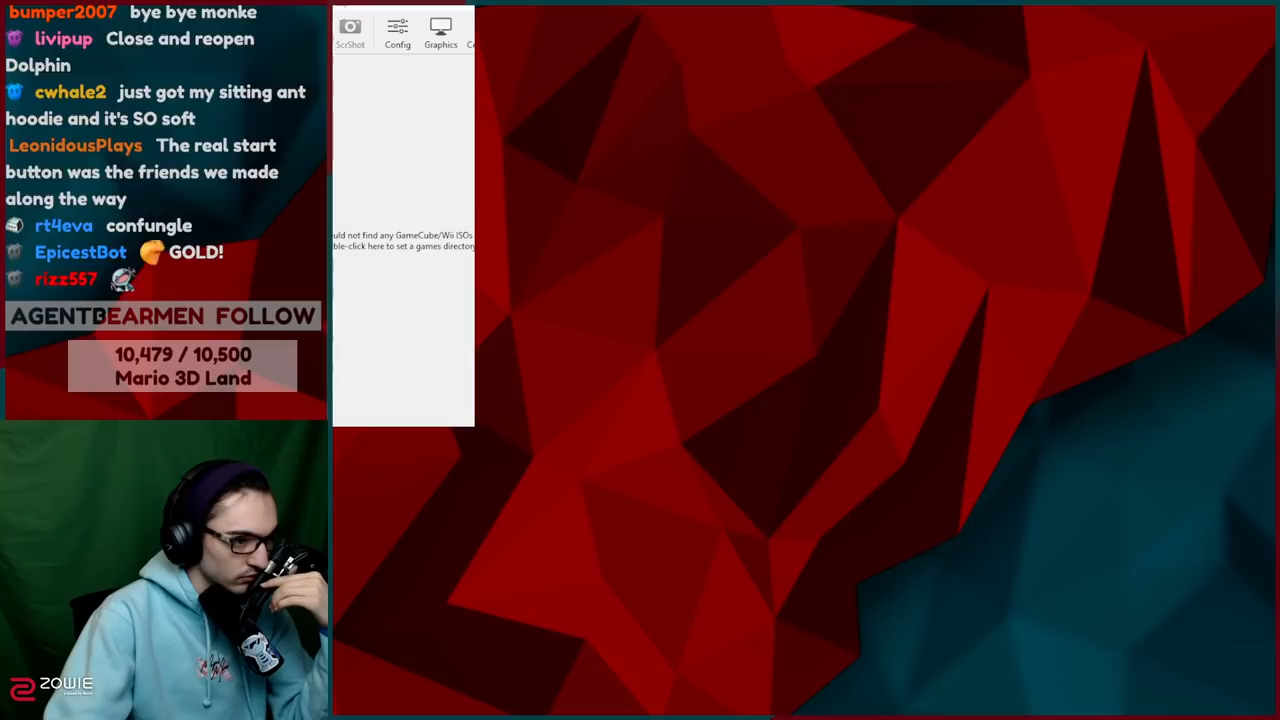 bumper2007 bye bye monke
livipup Close and reopen
Dolphin
cwhale2 just got my sitting ant
hoodie and it's SO soft
LeonidousPlays The real start
button was the friends we made
along the way
rt4eva confungle
EpicestBot GOLD!
rizz557
AGENTBEARMEN FOLLOW
10,479 / 10,500
Mario 3D Land
ScrShot Config Graphics
uld not find any GameCube/Wii ISOs
ble-click here to set a games directory
ZOWIE